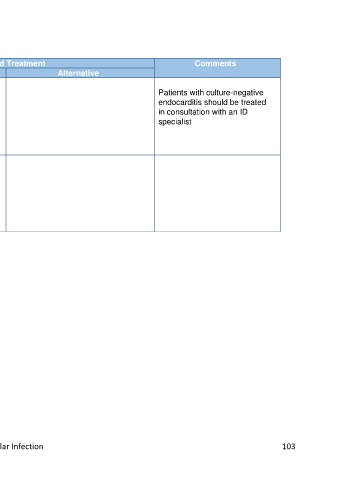 d Treatment
Comments
Alternative
Patients with culture-negative
endocarditis should be treated
in consultation with an ID
specialist
lar Infection
103